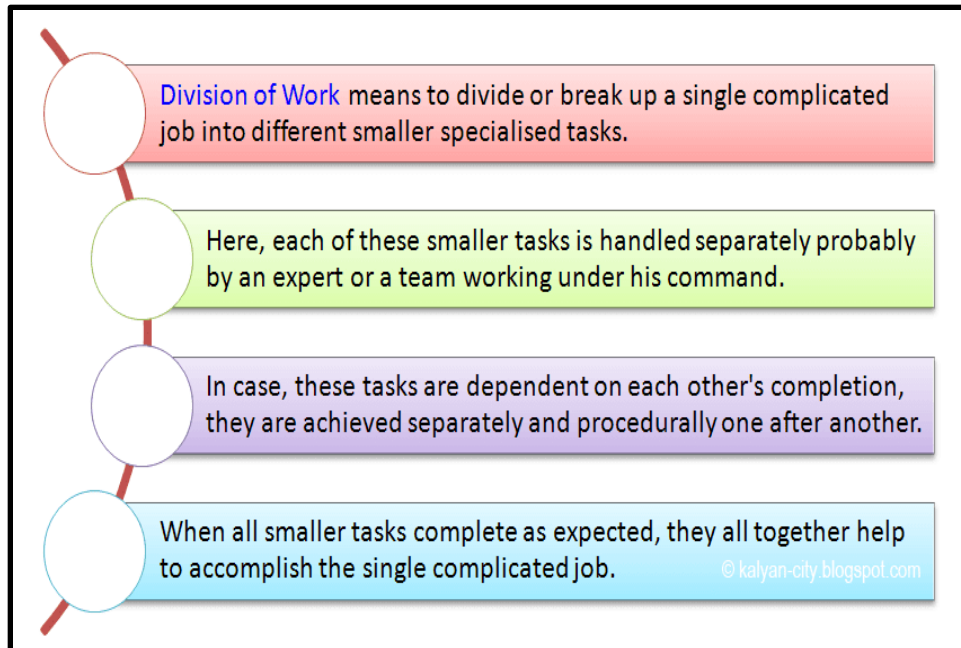 Division of Work means to divide or break up a single complicated
job into different smaller specialised tasks.
Here, each of these smaller tasks is handled separately probably
by an expert or a team working under his command.
In case, these tasks are dependent on each other's completion,
they are achieved separately and procedurally one after another.
When all smaller tasks complete as expected, they all together help
to accomplish the single complicated job.
© kalyan-city.blogspot.com